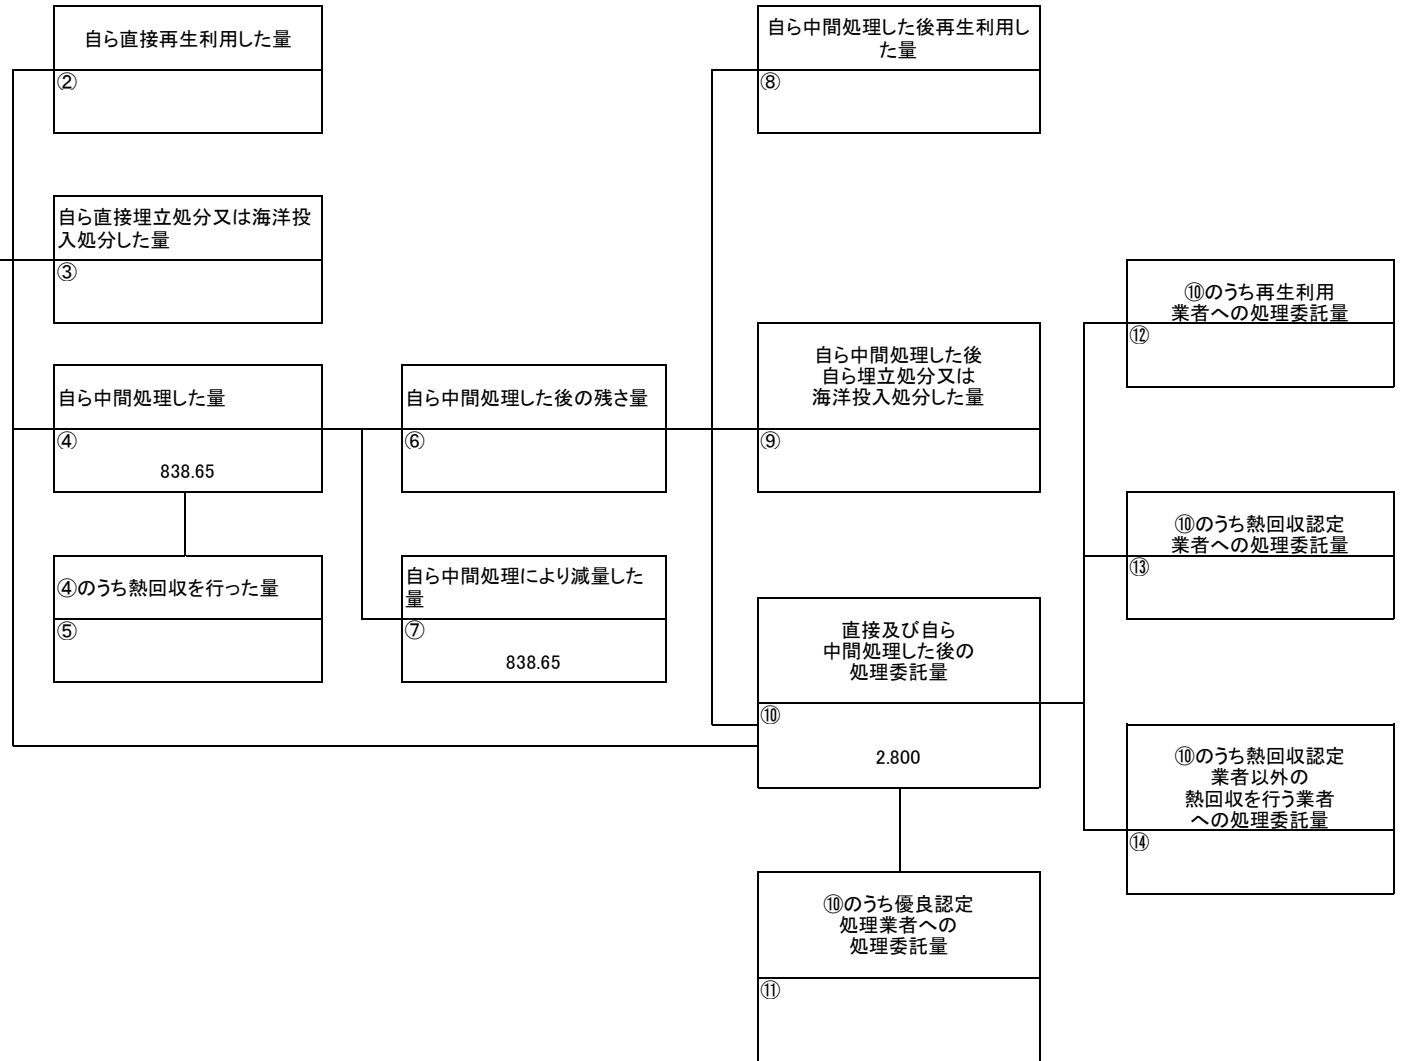 自ら直接再生利用した量
②
自ら直接埋立処分又は海洋投
入処分した量
③
自ら中間処理した量
④
838.65
④のうち熱回収を行った量
⑤
自ら中間処理した後の残さ量
⑥
自ら中間処理により減量した
量
⑦
838.65
自ら中間処理した後再生利用し
た量
⑧
自ら中間処理した後
自ら埋立処分又は
海洋投入処分した量
⑨
直接及び自ら
中間処理した後の
処理委託量
⑩
2.800
⑩のうち優良認定
処理業者への
処理委託量
⑪
⑩のうち再生利用
業者への処理委託量
⑫
⑩のうち熱回収認定
業者への処理委託量
⑬
⑩のうち熱回収認定
業者以外の
熱回収を行う業者
への処理委託量
⑭